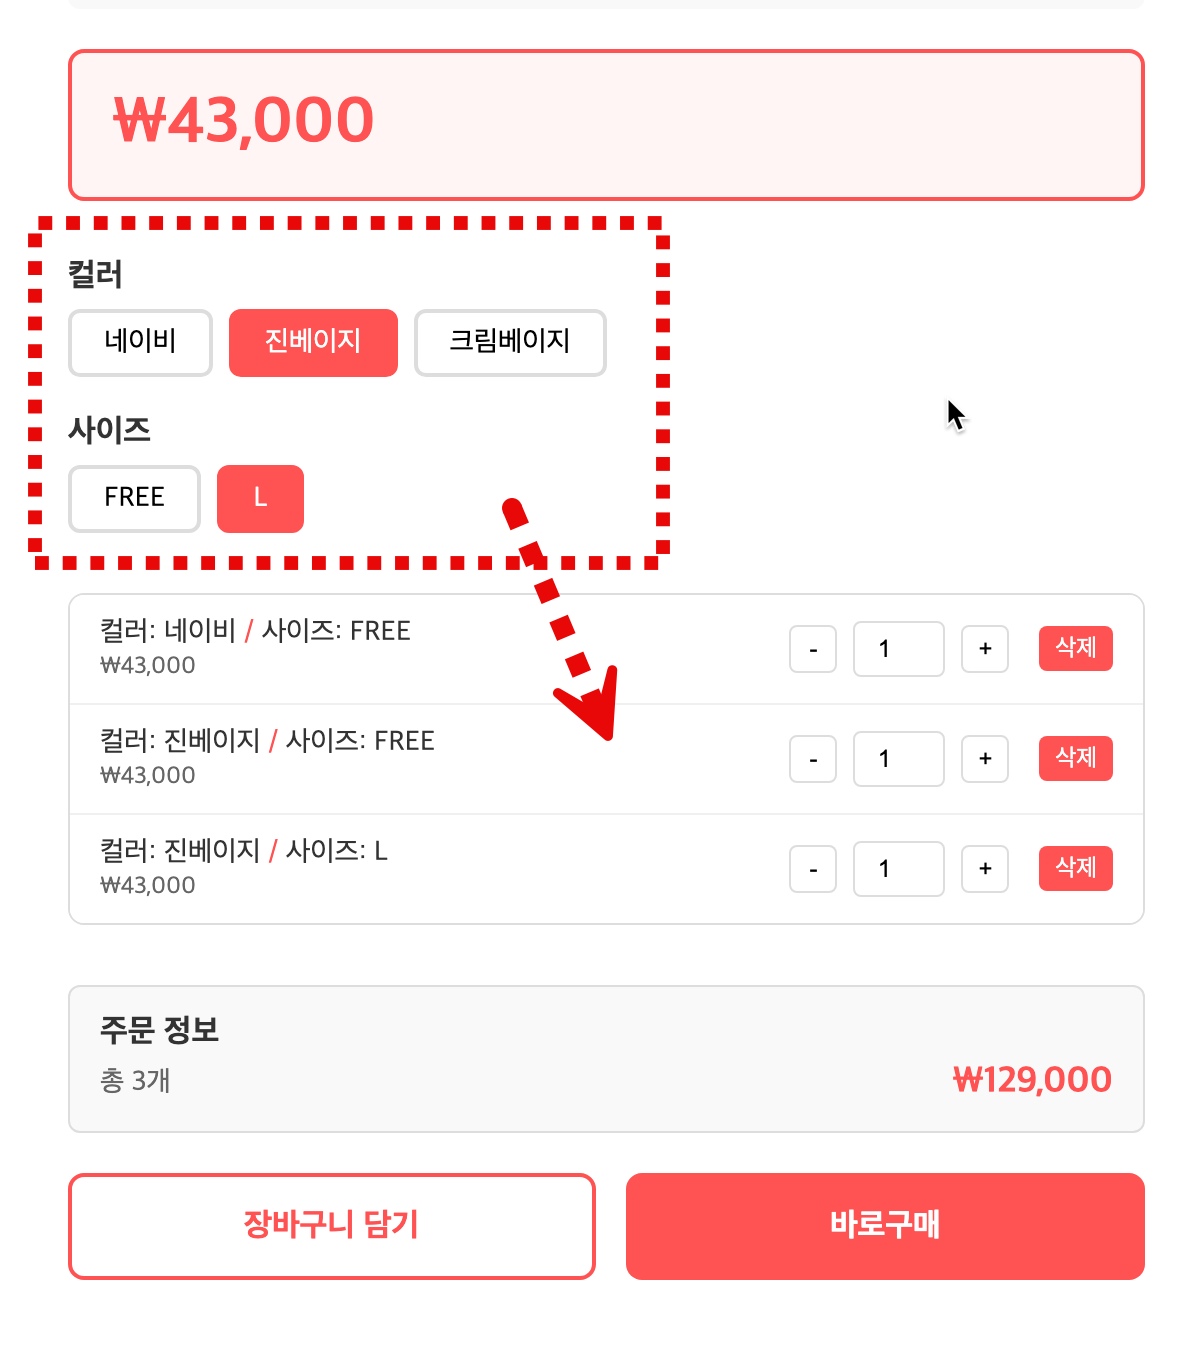 ₩43,000
컬러
네이비 진베이지 크림베이지
사이즈
FREE L
컬러: 네이비 / 사이즈: FREE
₩43,000
- 1 + 삭제
컬러: 진베이지 / 사이즈: FREE
₩43,000
- 1 + 삭제
컬러: 진베이지 / 사이즈: L
₩43,000
- 1 + 삭제
주문 정보
총 3개 ₩129,000
장바구니 담기 바로구매